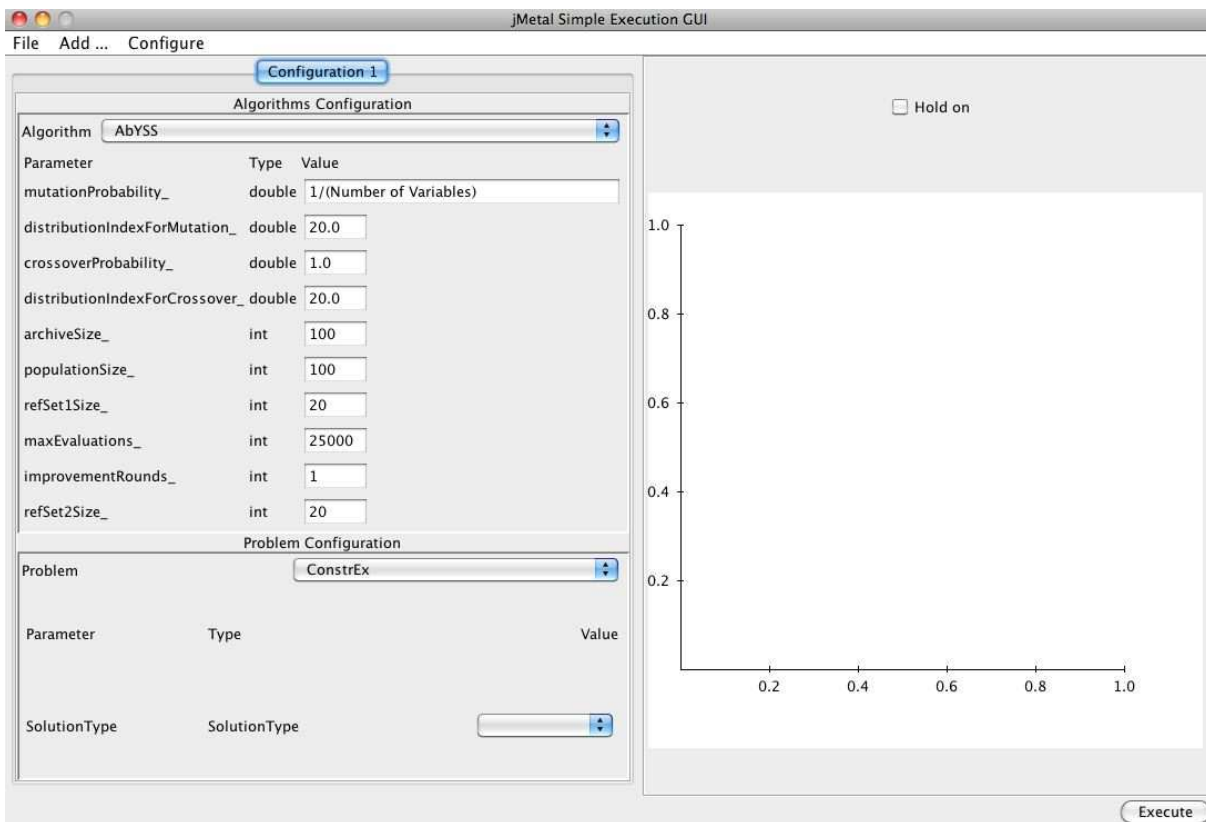 jMetal Simple Execution GUI
File Add ... Configure
Configuration 1
Algorithms Configuration
Algorithm AbYSS
Parameter Type Value
mutationProbability_ double 1/(Number of Variables)
distributionIndexForMutation_ double 20.0
crossoverProbability_ double 1.0
distributionIndexForCrossover_ double 20.0
archiveSize_ int 100
populationSize_ int 100
refSet1Size_ int 20
maxEvaluations_ int 25000
improvementRounds_ int 1
refSet2Size_ int 20
Problem Configuration
Problem ConstrEx
Parameter Type Value
SolutionType SolutionType
Hold on
1.0
0.8
0.6
0.4
0.2
0.2 0.4 0.6 0.8 1.0
Execute